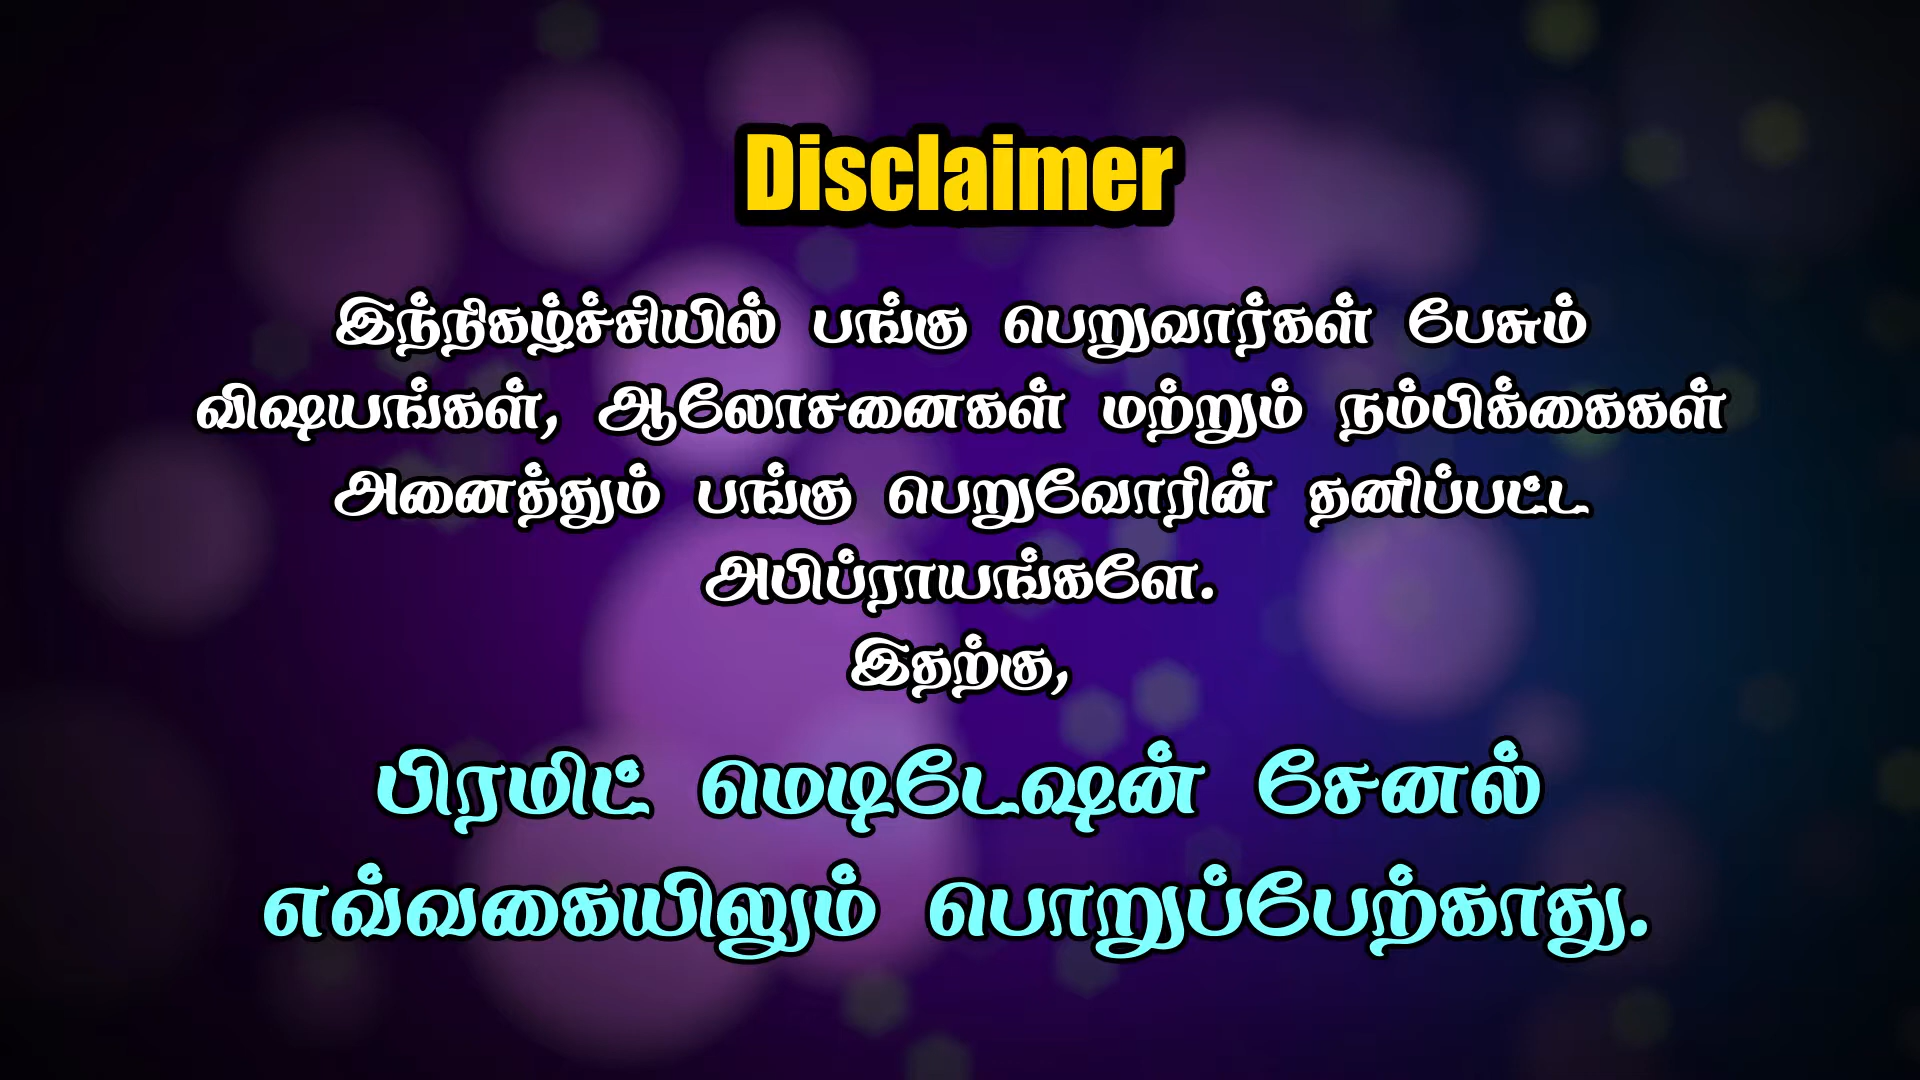 Disclaimer
இந்நிகழ்ச்சியில் பங்கு பெறுவார்கள் பேசும்
விஷயங்கள், ஆலோசனைகள் மற்றும் நம்பிக்கைகள்
அனைத்தும் பங்கு பெறுவோரின் தனிப்பட்ட
அபிப்ராயங்களே.
இதற்கு,
பிரமிட் மெடிடேஷன் சேனல்
எவ்வகையிலும் பொறுப்பேற்காது.